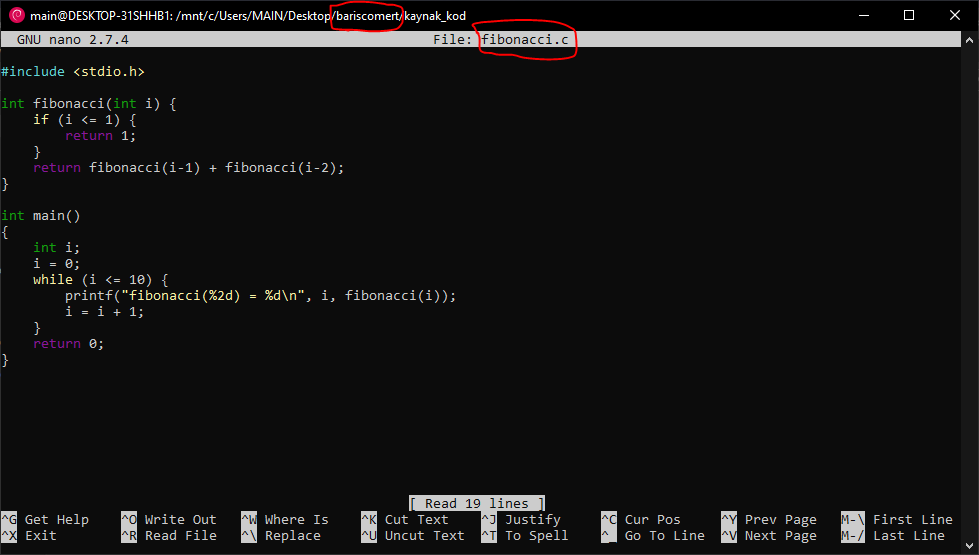 main@DESKTOP-31SHHB1: /mnt/c/Users/MAIN/Desktop/bariscomert/kaynak_kod
GNU nano 2.7.4 File: fibonacci.c
#include <stdio.h>
int fibonacci(int i) {
    if (i <= 1) {
        return 1;
    }
    return fibonacci(i-1) + fibonacci(i-2);
}
int main()
{
    int i;
    i = 0;
    while (i <= 10) {
        printf("fibonacci(%2d) = %d\n", i, fibonacci(i));
        i = i + 1;
    }
    return 0;
}
[ Read 19 lines ]
^G Get Help ^O Write Out ^W Where Is ^K Cut Text ^J Justify ^C Cur Pos ^Y Prev Page M-\ First Line
^X Exit ^R Read File ^\ Replace ^U Uncut Text ^T To Spell ^_ Go To Line ^V Next Page M-/ Last Line